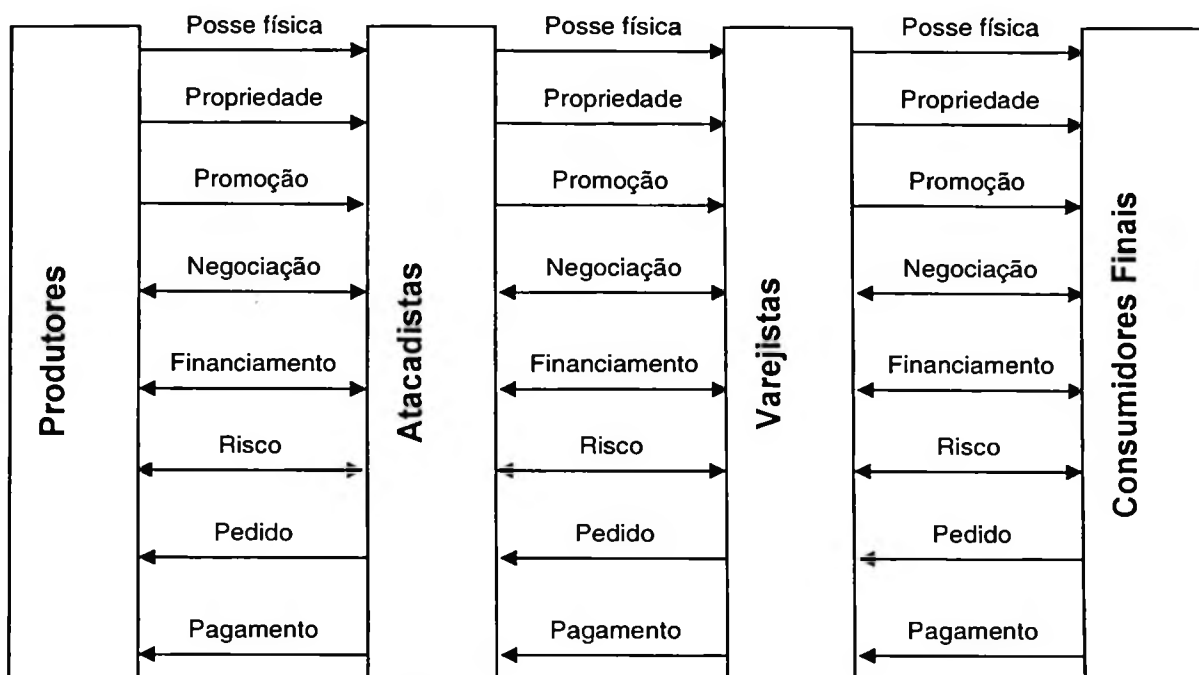 Posse física
Posse física
Posse física
Propriedade
Propriedade
Propriedade
Promoção
Promoção
Promoção
Negociação
Negociação
Negociação
Financiamento
Financiamento
Financiamento
Risco
Risco
Risco
Pedido
Pedido
Pedido
Pagamento
Pagamento
Pagamento
Produtores
Atacadistas
Varejistas
Consumidores Finais